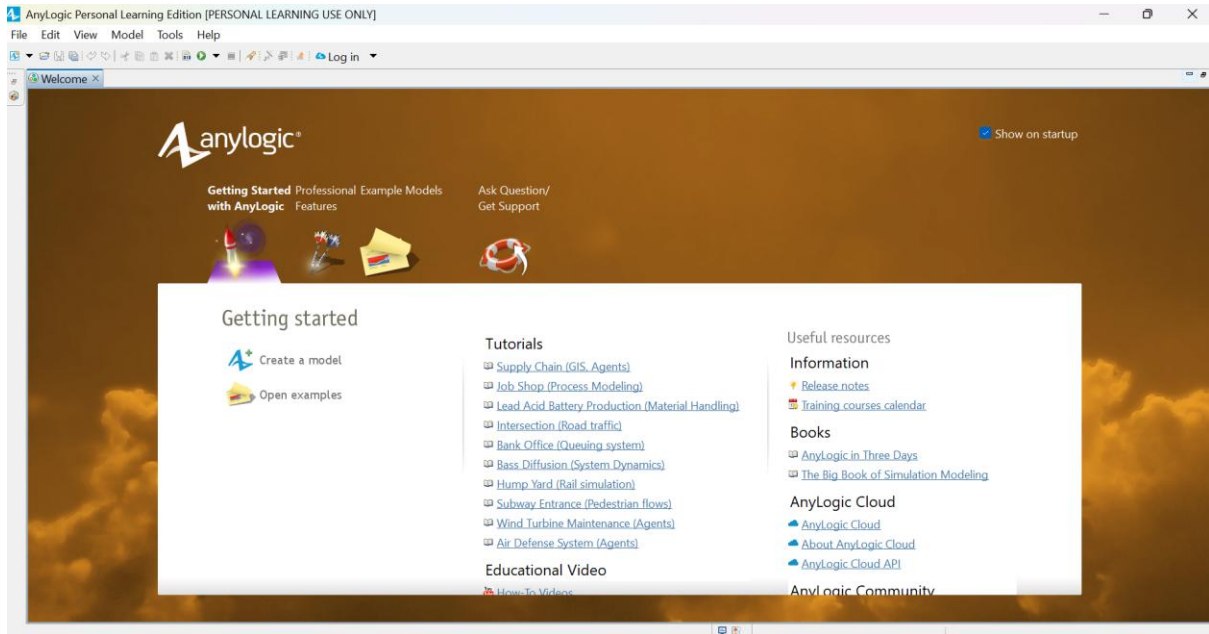 AnyLogic Personal Learning Edition [PERSONAL LEARNING USE ONLY]
File Edit View Model Tools Help
Log in
Welcome
anylogic®
Show on startup
Getting Started with AnyLogic
Professional Features
Example Models
Ask Question/
Get Support
Getting started
Create a model
Open examples
Tutorials
Supply Chain (GIS, Agents)
Job Shop (Process Modeling)
Lead Acid Battery Production (Material Handling)
Intersection (Road traffic)
Bank Office (Queuing system)
Bass Diffusion (System Dynamics)
Hump Yard (Rail simulation)
Subway Entrance (Pedestrian flows)
Wind Turbine Maintenance (Agents)
Air Defense System (Agents)
Educational Video
How-To Videos
Useful resources
Information
Release notes
Training courses calendar
Books
AnyLogic in Three Days
The Big Book of Simulation Modeling
AnyLogic Cloud
AnyLogic Cloud
About AnyLogic Cloud
AnyLogic Cloud API
AnyLogic Community